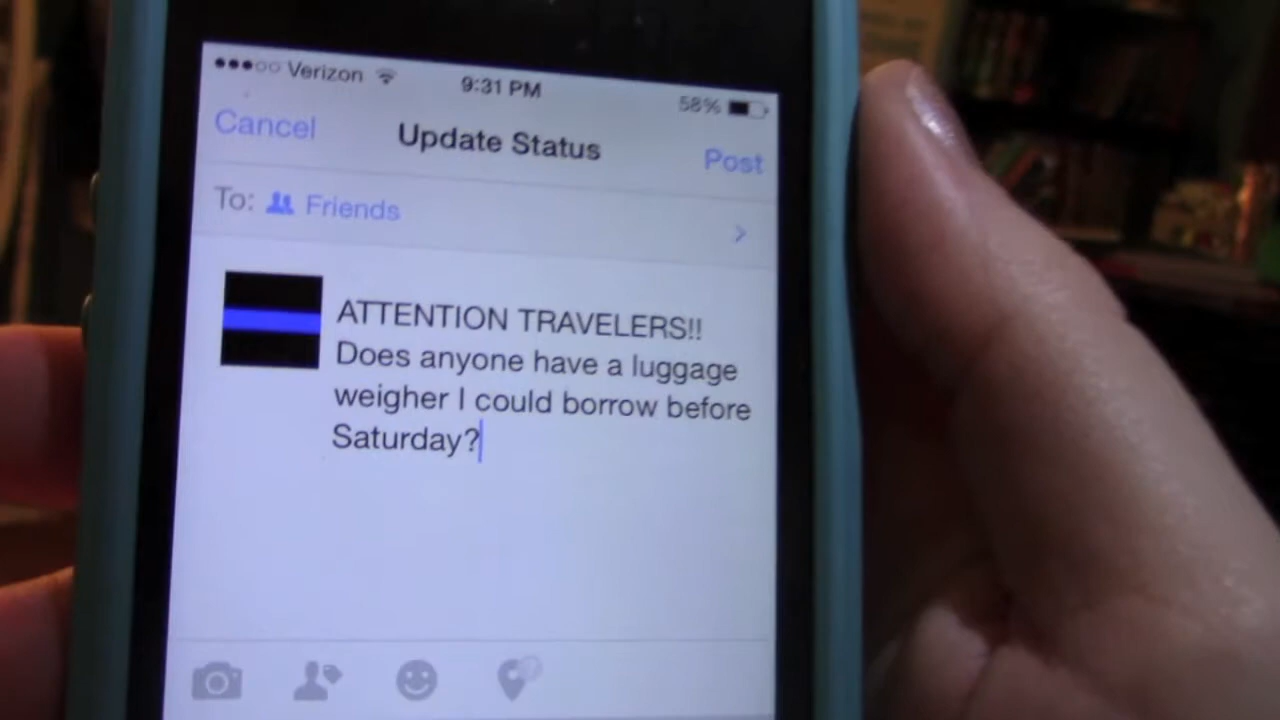 Verizon 9:31 PM 58%
Cancel Update Status Post
To: Friends
ATTENTION TRAVELERS!!
Does anyone have a luggage
weigher I could borrow before
Saturday?